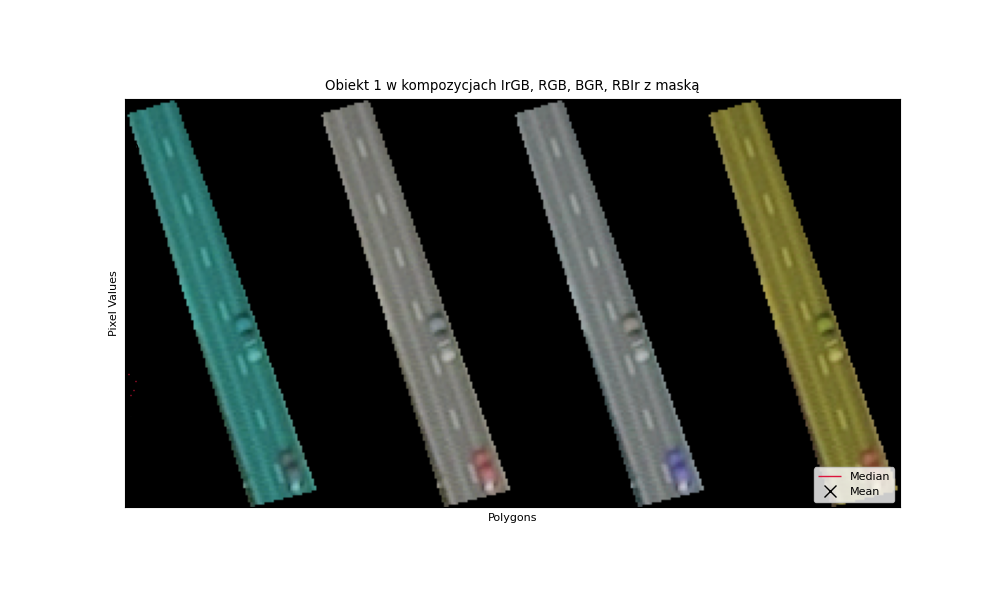 Obiekt 1 w kompozycjach IrGB, RGB, BGR, RBIr z maską
Pixel Values
Median
Mean
Polygons